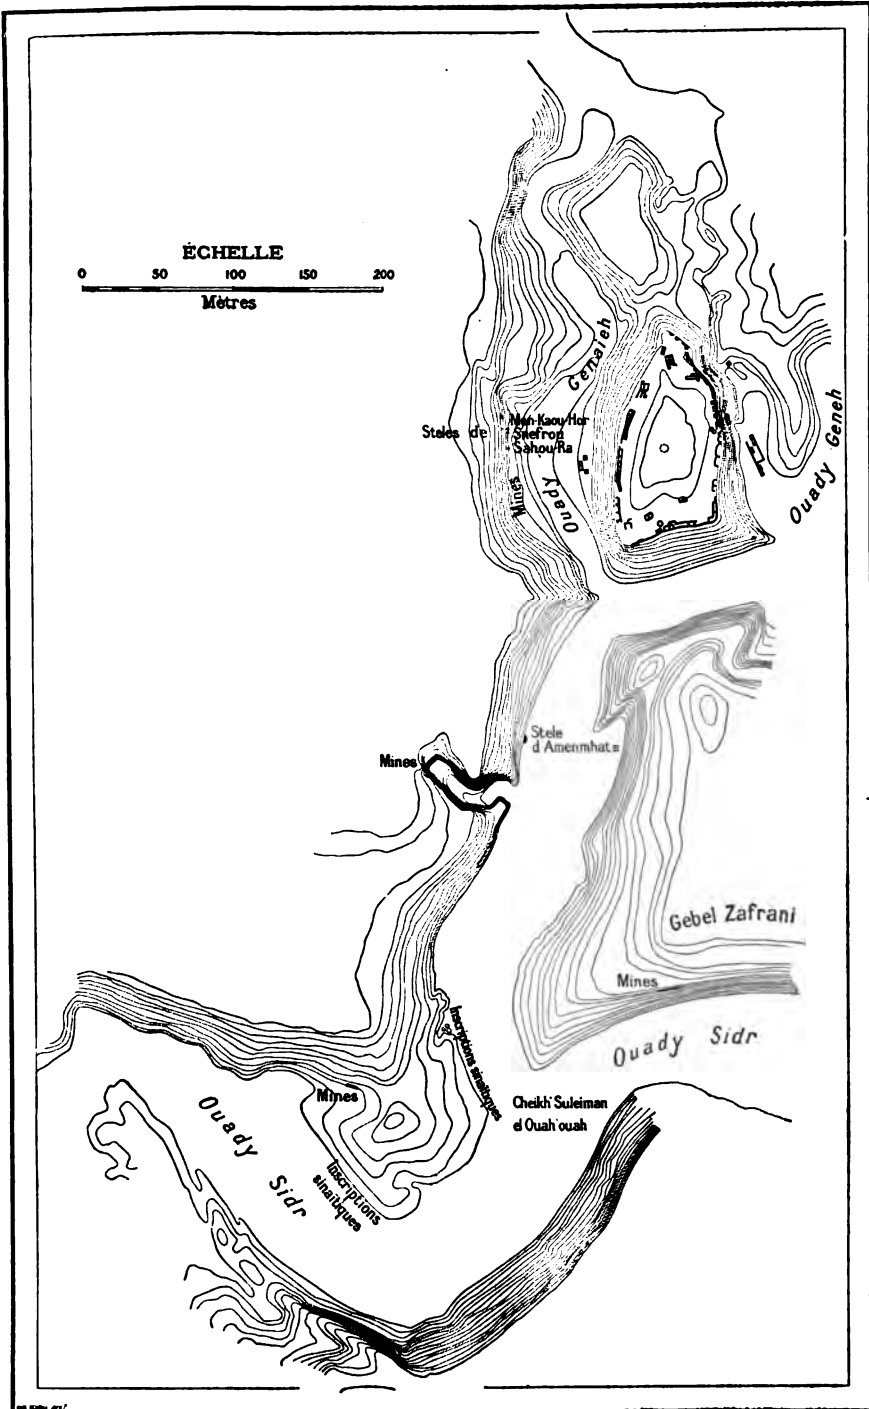 ÉCHELLE
0 50 100 150 200
Mètres
Genaieh
Men-Kaou-Hor
Steles de Snefrou
Sahou-Ra
Mines
Ouady
Ouady Geneh
Stele
d'Amenmhat
Mines
Gebel Zafrani
Mines
Ouady Sidr
Inscriptions sinaïtiques
Mines
Cheikh Suleiman
el Ouah'ouah
Ouady
Sidr
Inscriptions
sinaïtiques